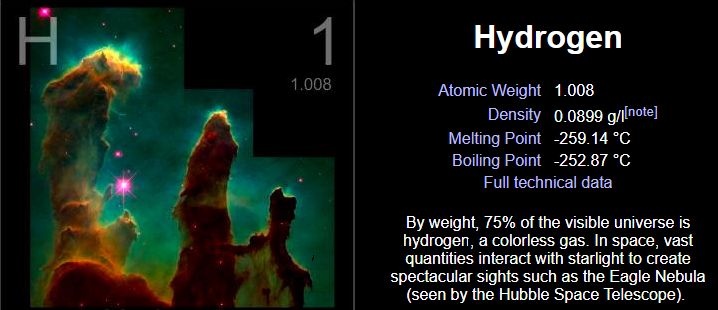 H 1
1.008
Hydrogen
Atomic Weight 1.008
Density 0.0899 g/l[note]
Melting Point -259.14 °C
Boiling Point -252.87 °C
Full technical data
By weight, 75% of the visible universe is
hydrogen, a colorless gas. In space, vast
quantities interact with starlight to create
spectacular sights such as the Eagle Nebula
(seen by the Hubble Space Telescope).